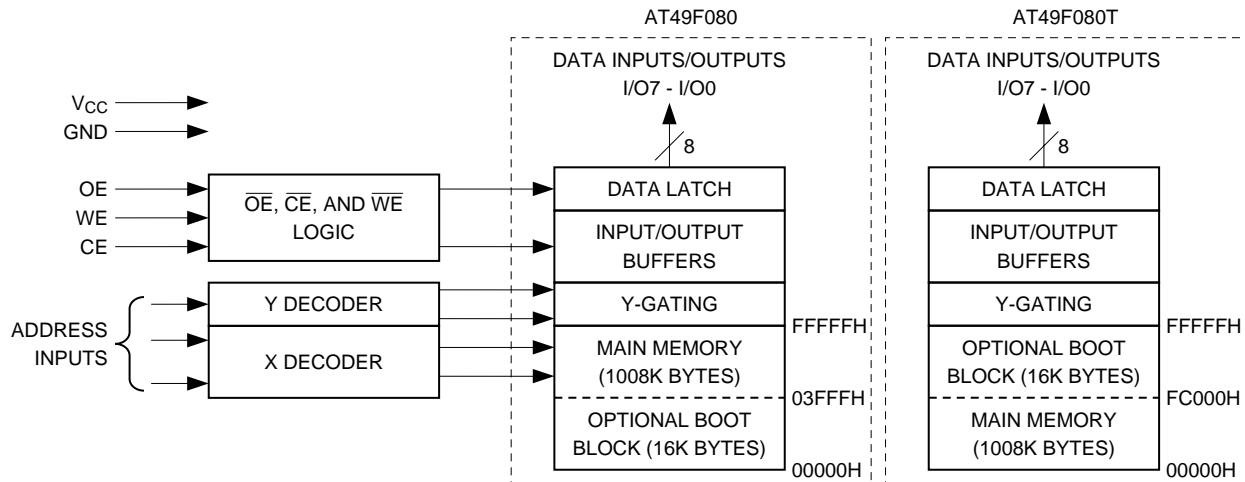 AT49F080
AT49F080T
DATA INPUTS/OUTPUTS
I/O7 - I/O0
DATA INPUTS/OUTPUTS
I/O7 - I/O0
VCC
GND
8
8
OE
WE
CE
O̅E̅, C̅E̅, AND W̅E̅
LOGIC
DATA LATCH
INPUT/OUTPUT
BUFFERS
DATA LATCH
INPUT/OUTPUT
BUFFERS
ADDRESS
INPUTS
Y DECODER
X DECODER
Y-GATING
FFFFFH
MAIN MEMORY
(1008K BYTES)
03FFFH
OPTIONAL BOOT
BLOCK (16K BYTES)
00000H
Y-GATING
FFFFFH
OPTIONAL BOOT
BLOCK (16K BYTES)
FC000H
MAIN MEMORY
(1008K BYTES)
00000H